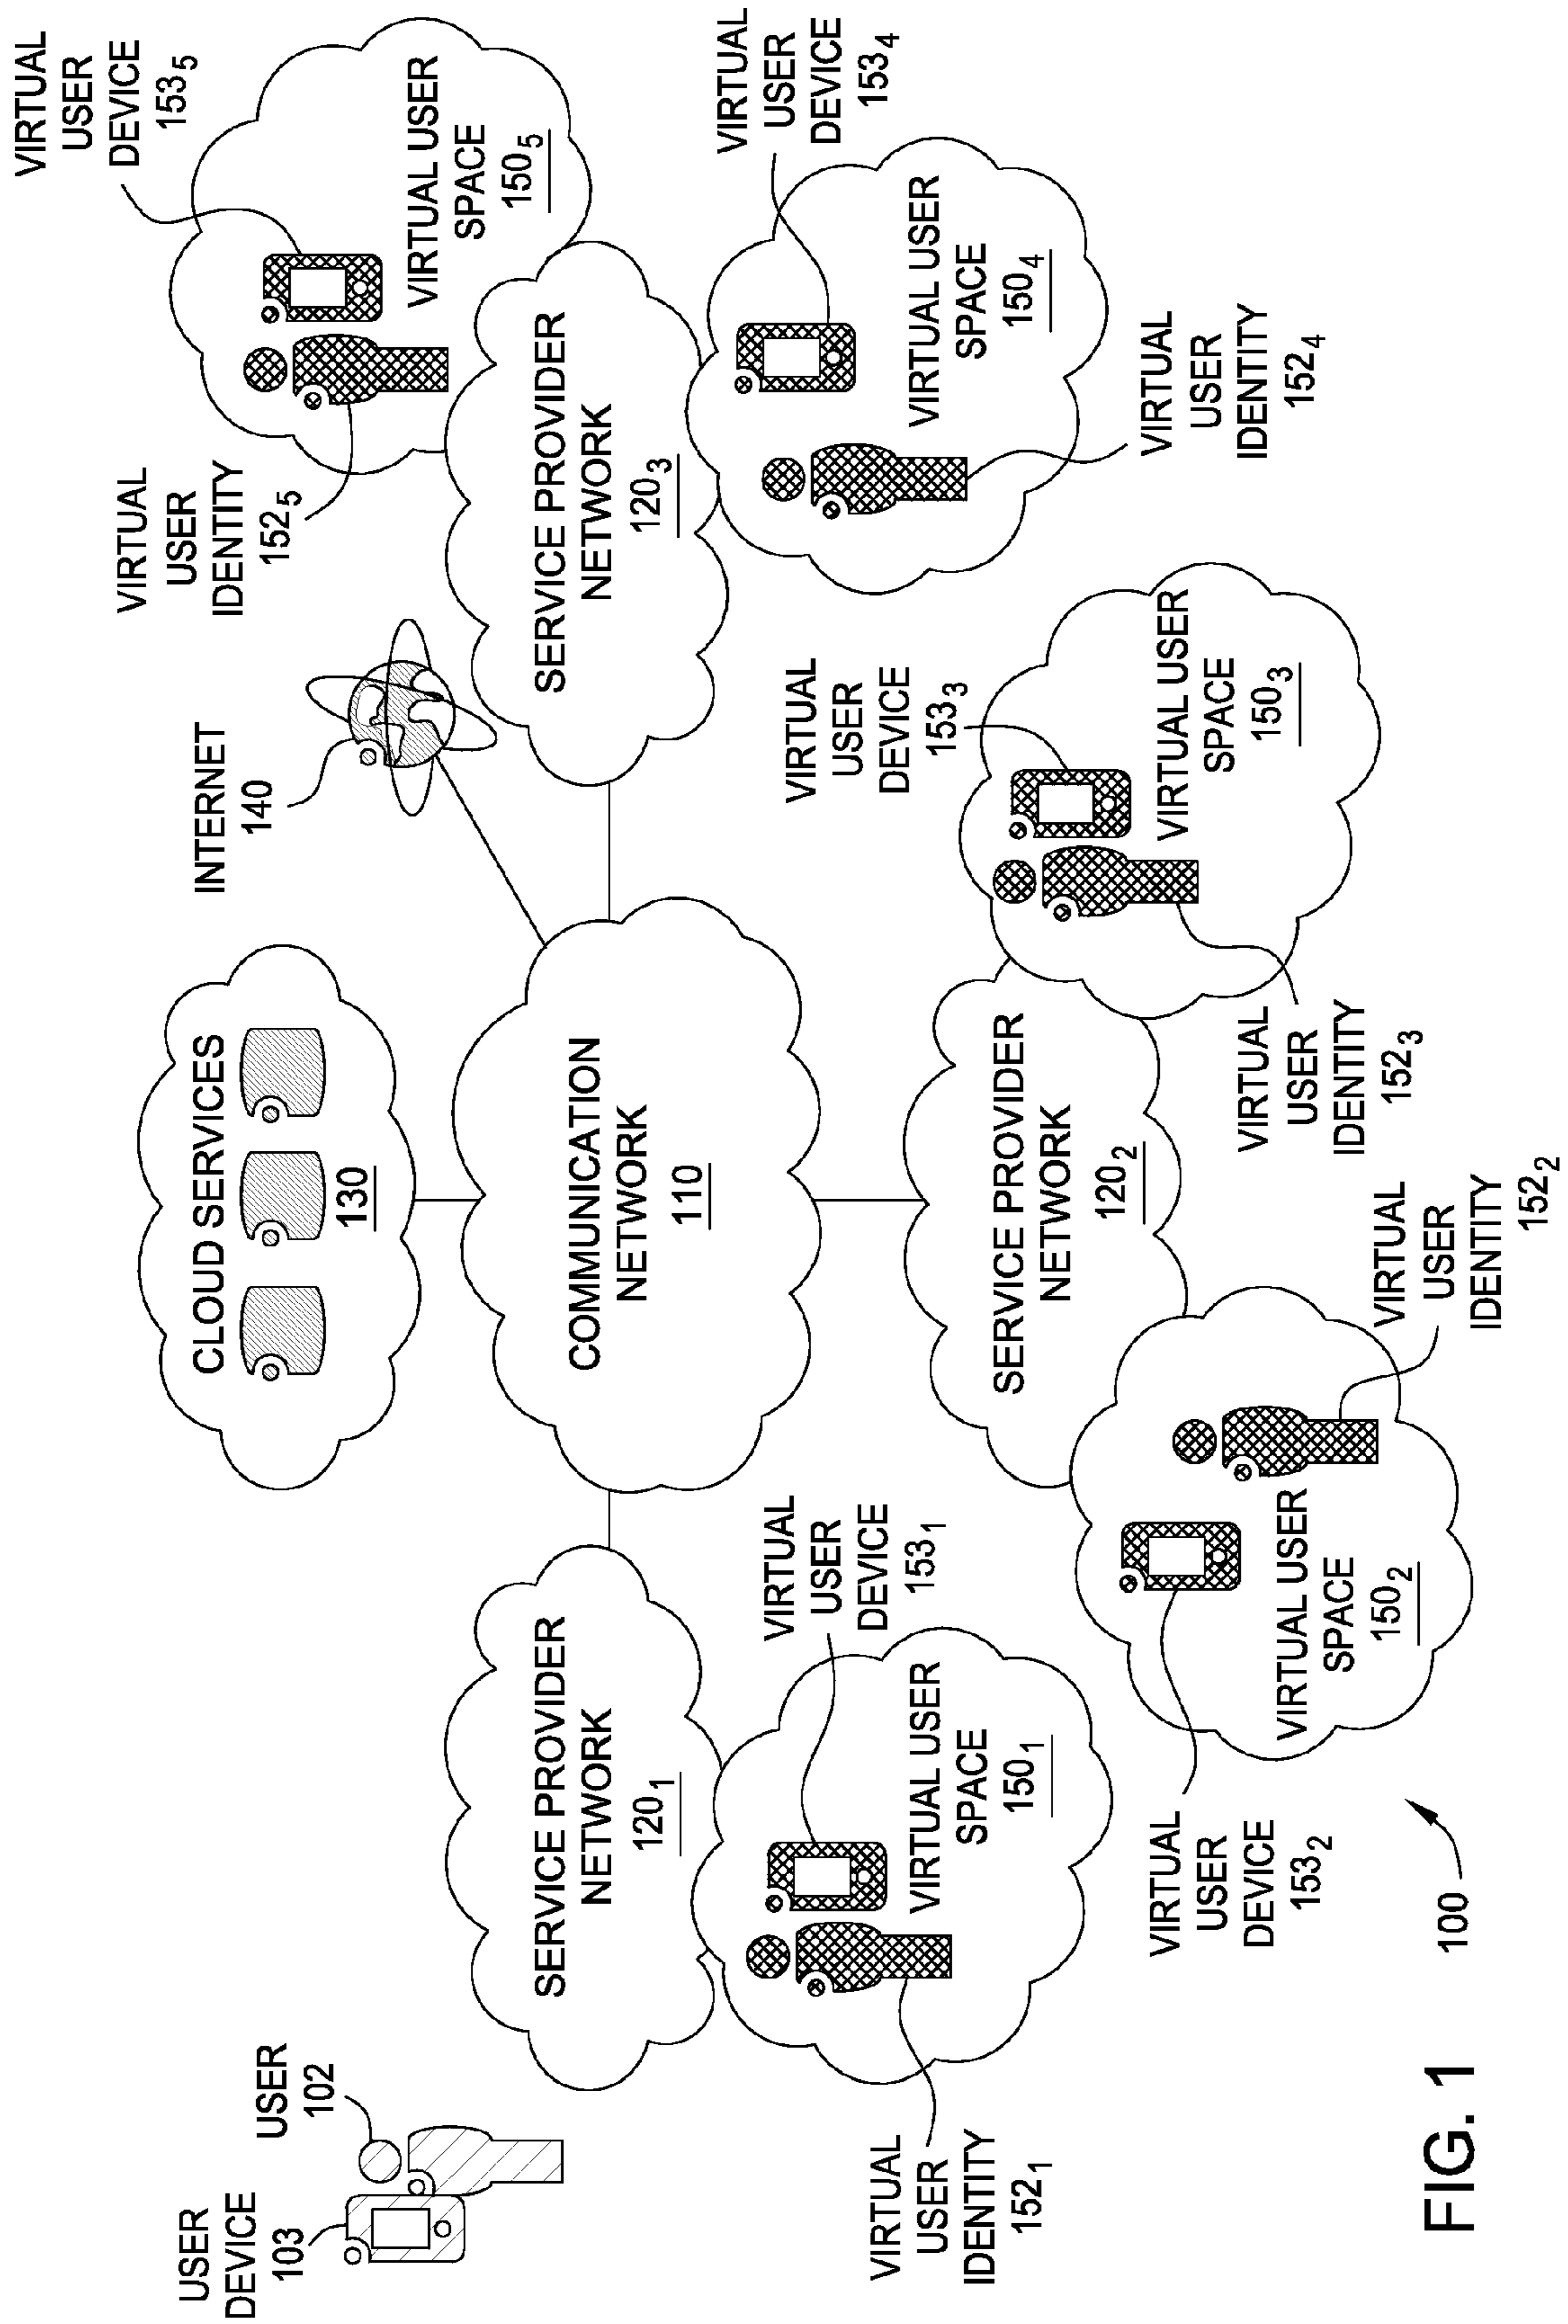 USER
DEVICE
103
USER
102
CLOUD SERVICES
130
INTERNET
140
VIRTUAL
USER
IDENTITY
152₅
VIRTUAL
USER
DEVICE
153₅
VIRTUAL USER
SPACE
150₅
SERVICE PROVIDER
NETWORK
120₁
COMMUNICATION
NETWORK
110
SERVICE PROVIDER
NETWORK
120₃
VIRTUAL
USER
DEVICE
153₁
VIRTUAL USER
SPACE
150₁
VIRTUAL
USER
IDENTITY
152₁
SERVICE PROVIDER
NETWORK
120₂
VIRTUAL
USER
DEVICE
153₃
VIRTUAL USER
SPACE
150₃
VIRTUAL
USER
IDENTITY
152₃
VIRTUAL
USER
DEVICE
153₄
VIRTUAL USER
SPACE
150₄
VIRTUAL
USER
IDENTITY
152₄
VIRTUAL
USER
DEVICE
153₂
VIRTUAL USER
SPACE
150₂
VIRTUAL
USER
IDENTITY
152₂
100
FIG. 1